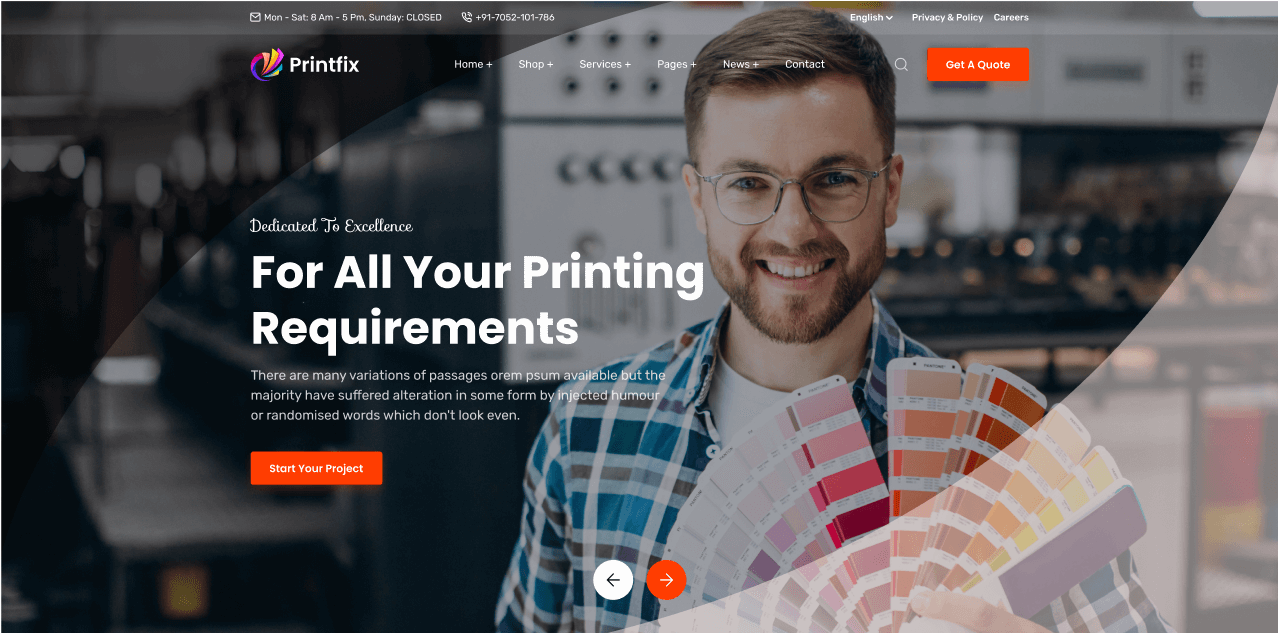 Mon - Sat: 8 Am - 5 Pm, Sunday: CLOSED +91-7052-101-786 English Privacy & Policy Careers
Printfix Home + Shop + Services + Pages + News + Contact Get A Quote
Dedicated To Excellence
For All Your Printing
Requirements
There are many variations of passages orem psum available but the
majority have suffered alteration in some form by injected humour
or randomised words which don't look even.
Start Your Project
PANTONE